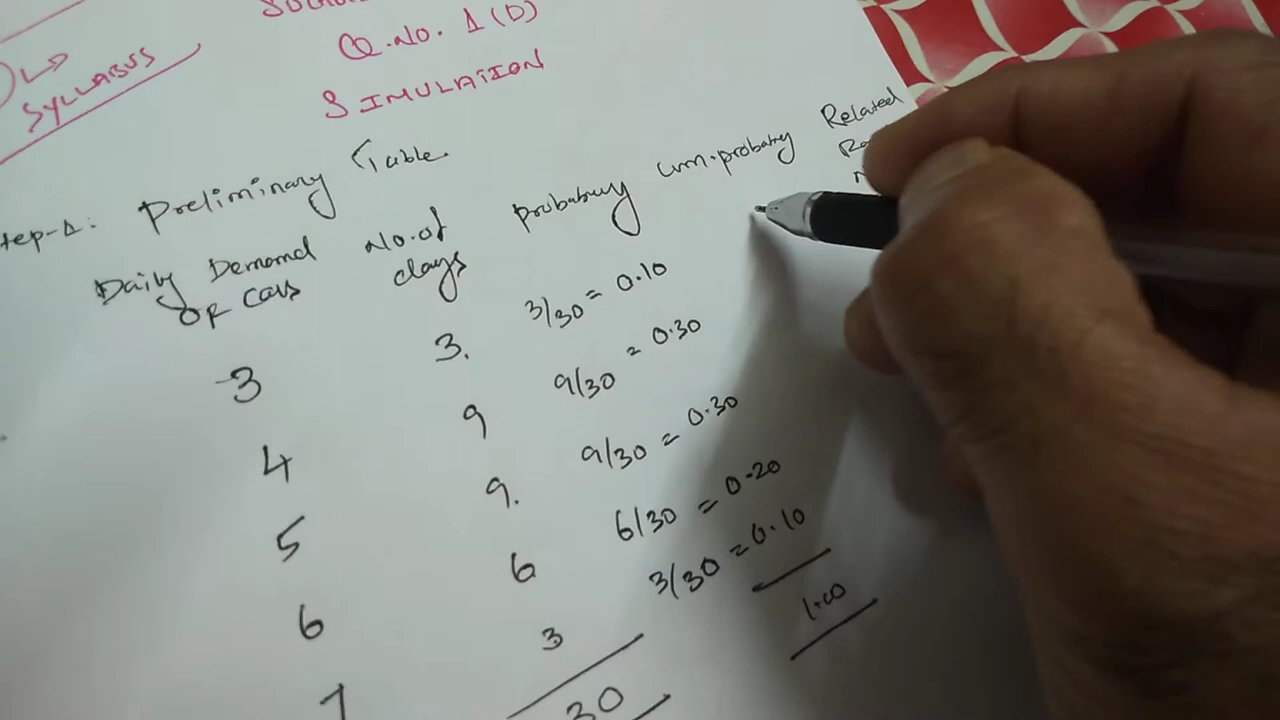 SYLLABUS
Q.No. 1(D)
SIMULATION
Step-1: Preliminary Table.
Daily Demand OF Cars
No.of days
probability
cum.probabty
Related
3 3. 3/30 = 0.10
4 9 9/30 = 0.30
5 9. 9/30 = 0.30
6 6 6/30 = 0.20
7 3 3/30 = 0.10
30 1.00